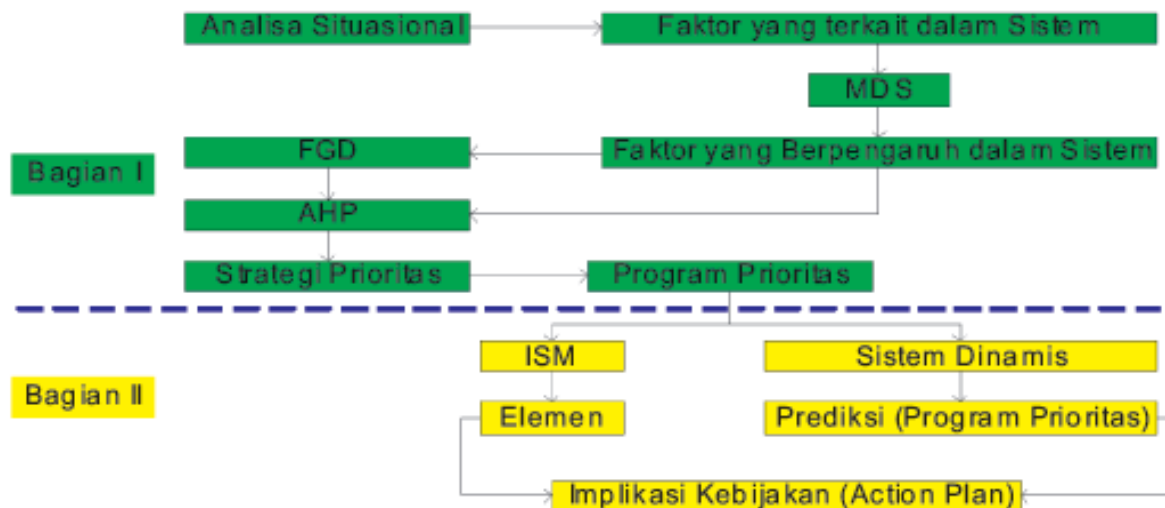 Analisa Situasional
Faktor yang terkait dalam Sistem
MDS
Bagian I
FGD
Faktor yang Berpengaruh dalam Sistem
AHP
Strategi Prioritas
Program Prioritas
ISM
Sistem Dinamis
Bagian II
Elemen
Prediksi (Program Prioritas)
Implikasi Kebijakan (Action Plan)